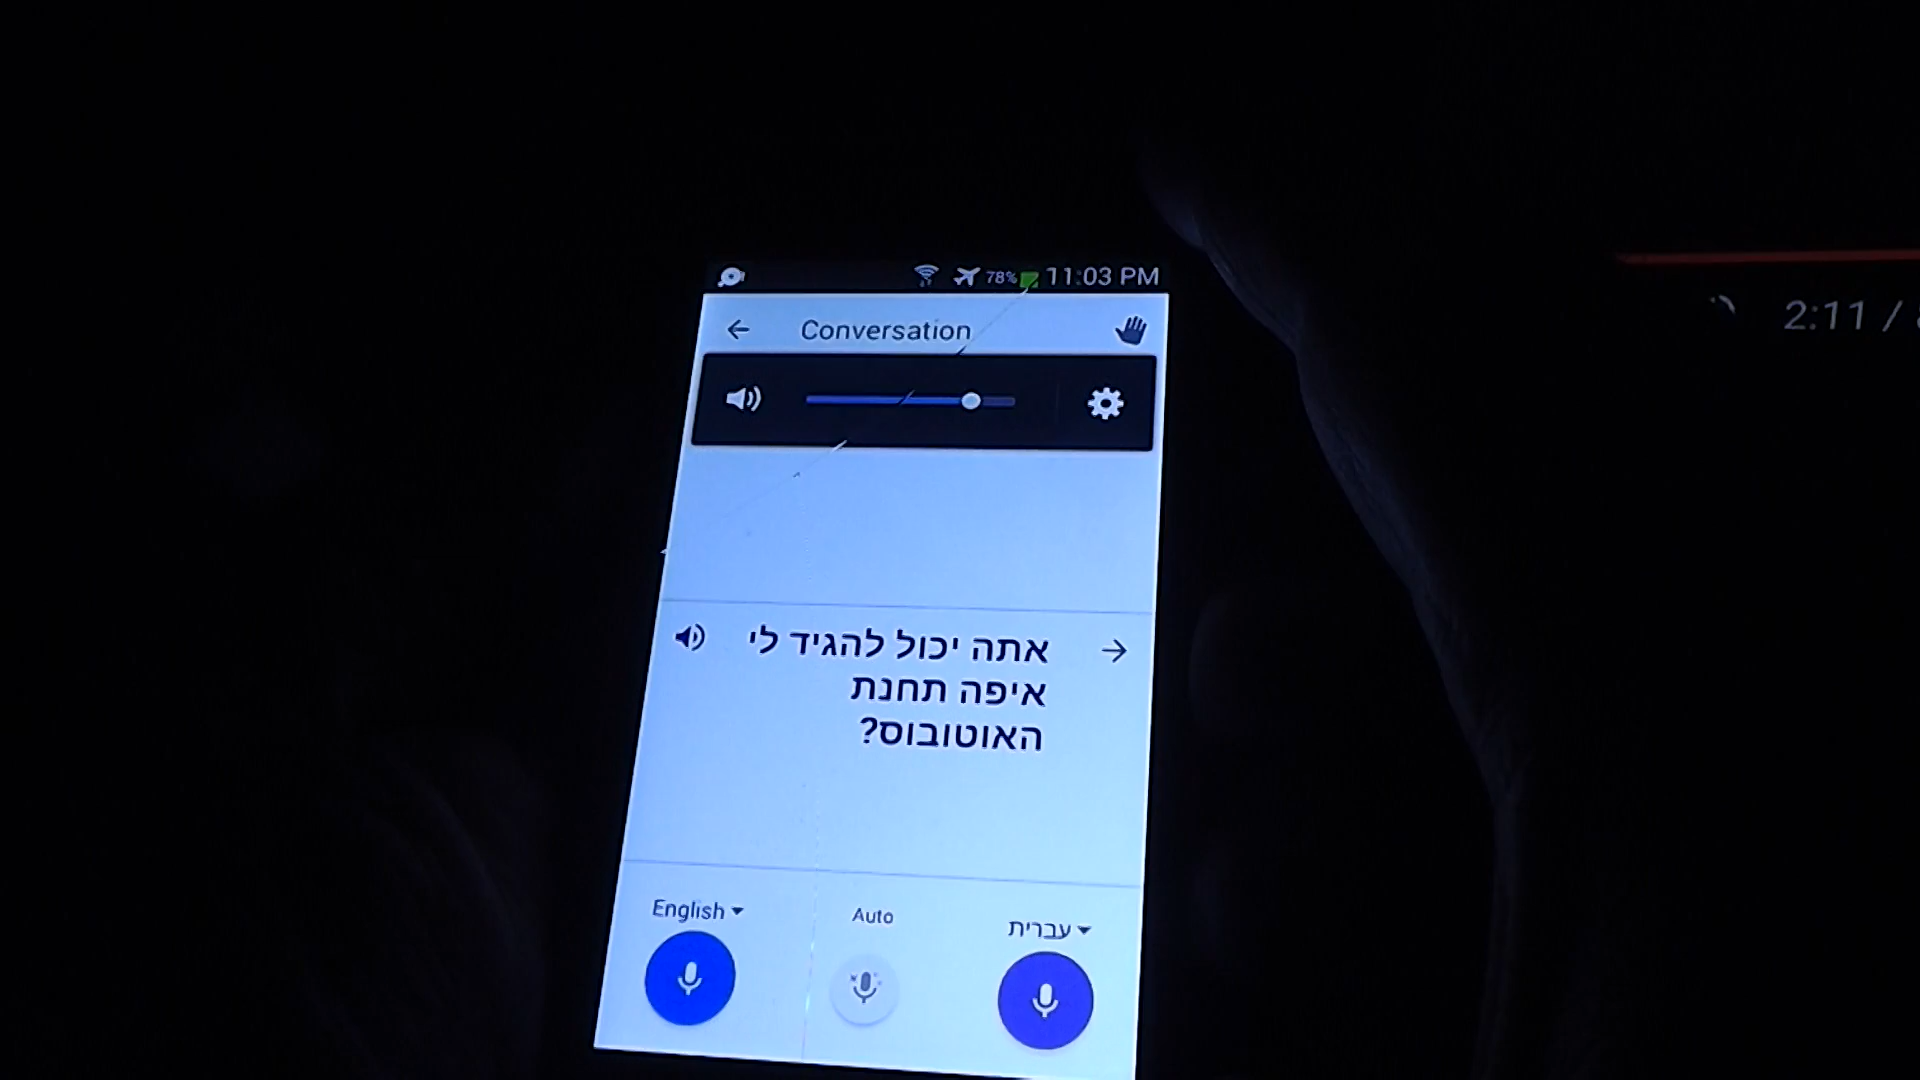 78% 11:03 PM
Conversation
אתה יכול להגיד לי
איפה תחנת
האוטובוס?
English
Auto
עברית
2:11 /